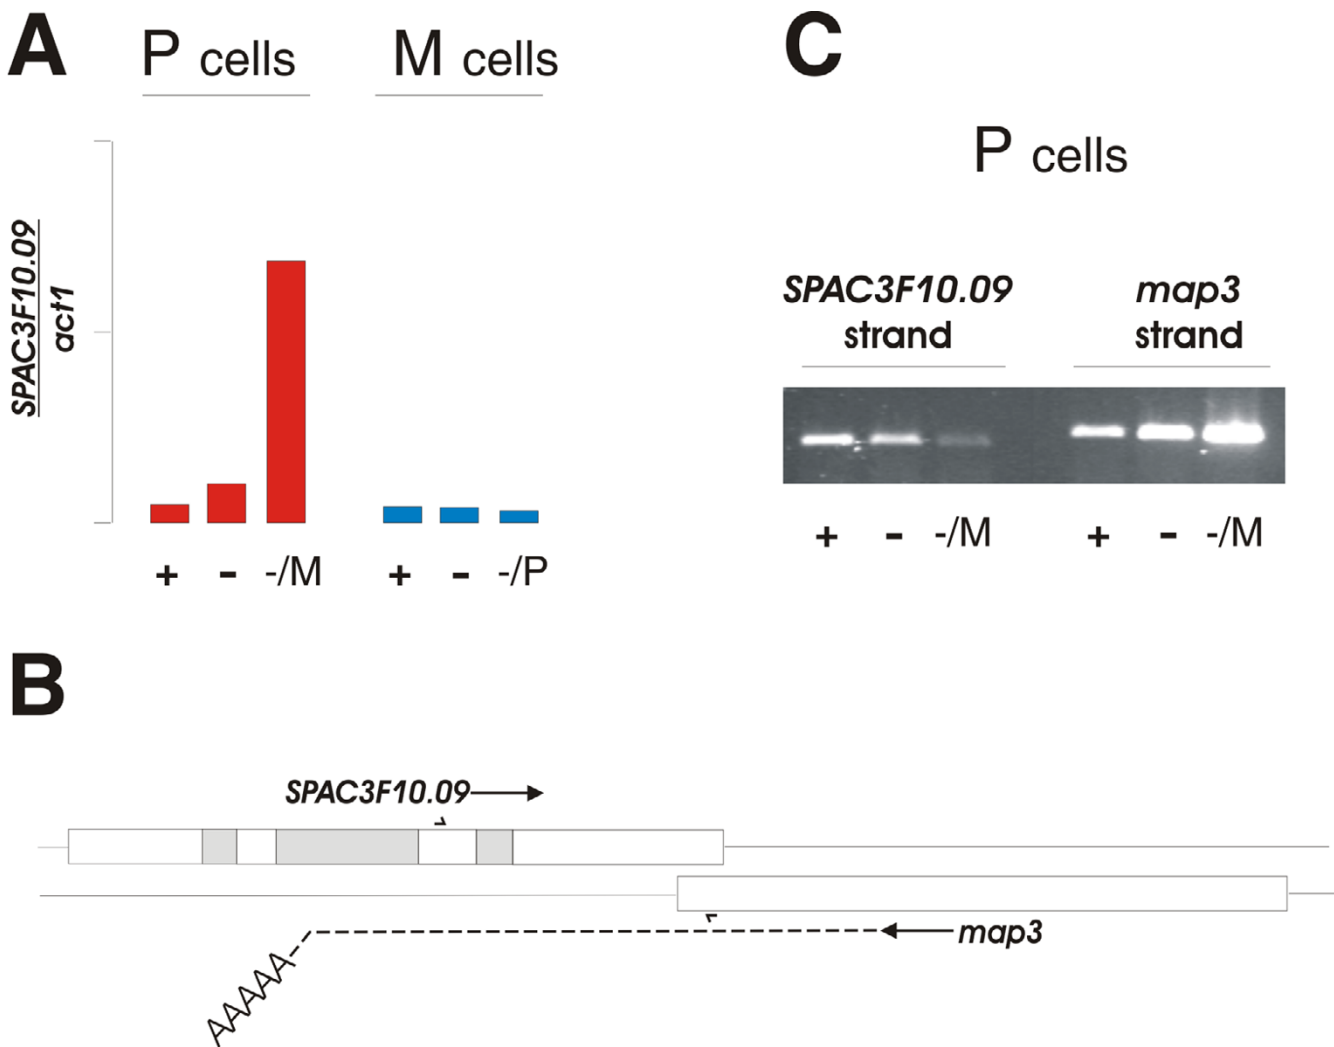 A
P cells
M cells
SPAC3F10.09
act1
+ - -/M + - -/P
C
P cells
SPAC3F10.09 map3
strand strand
+ - -/M + - -/M
B
SPAC3F10.09
map3
AAAAA